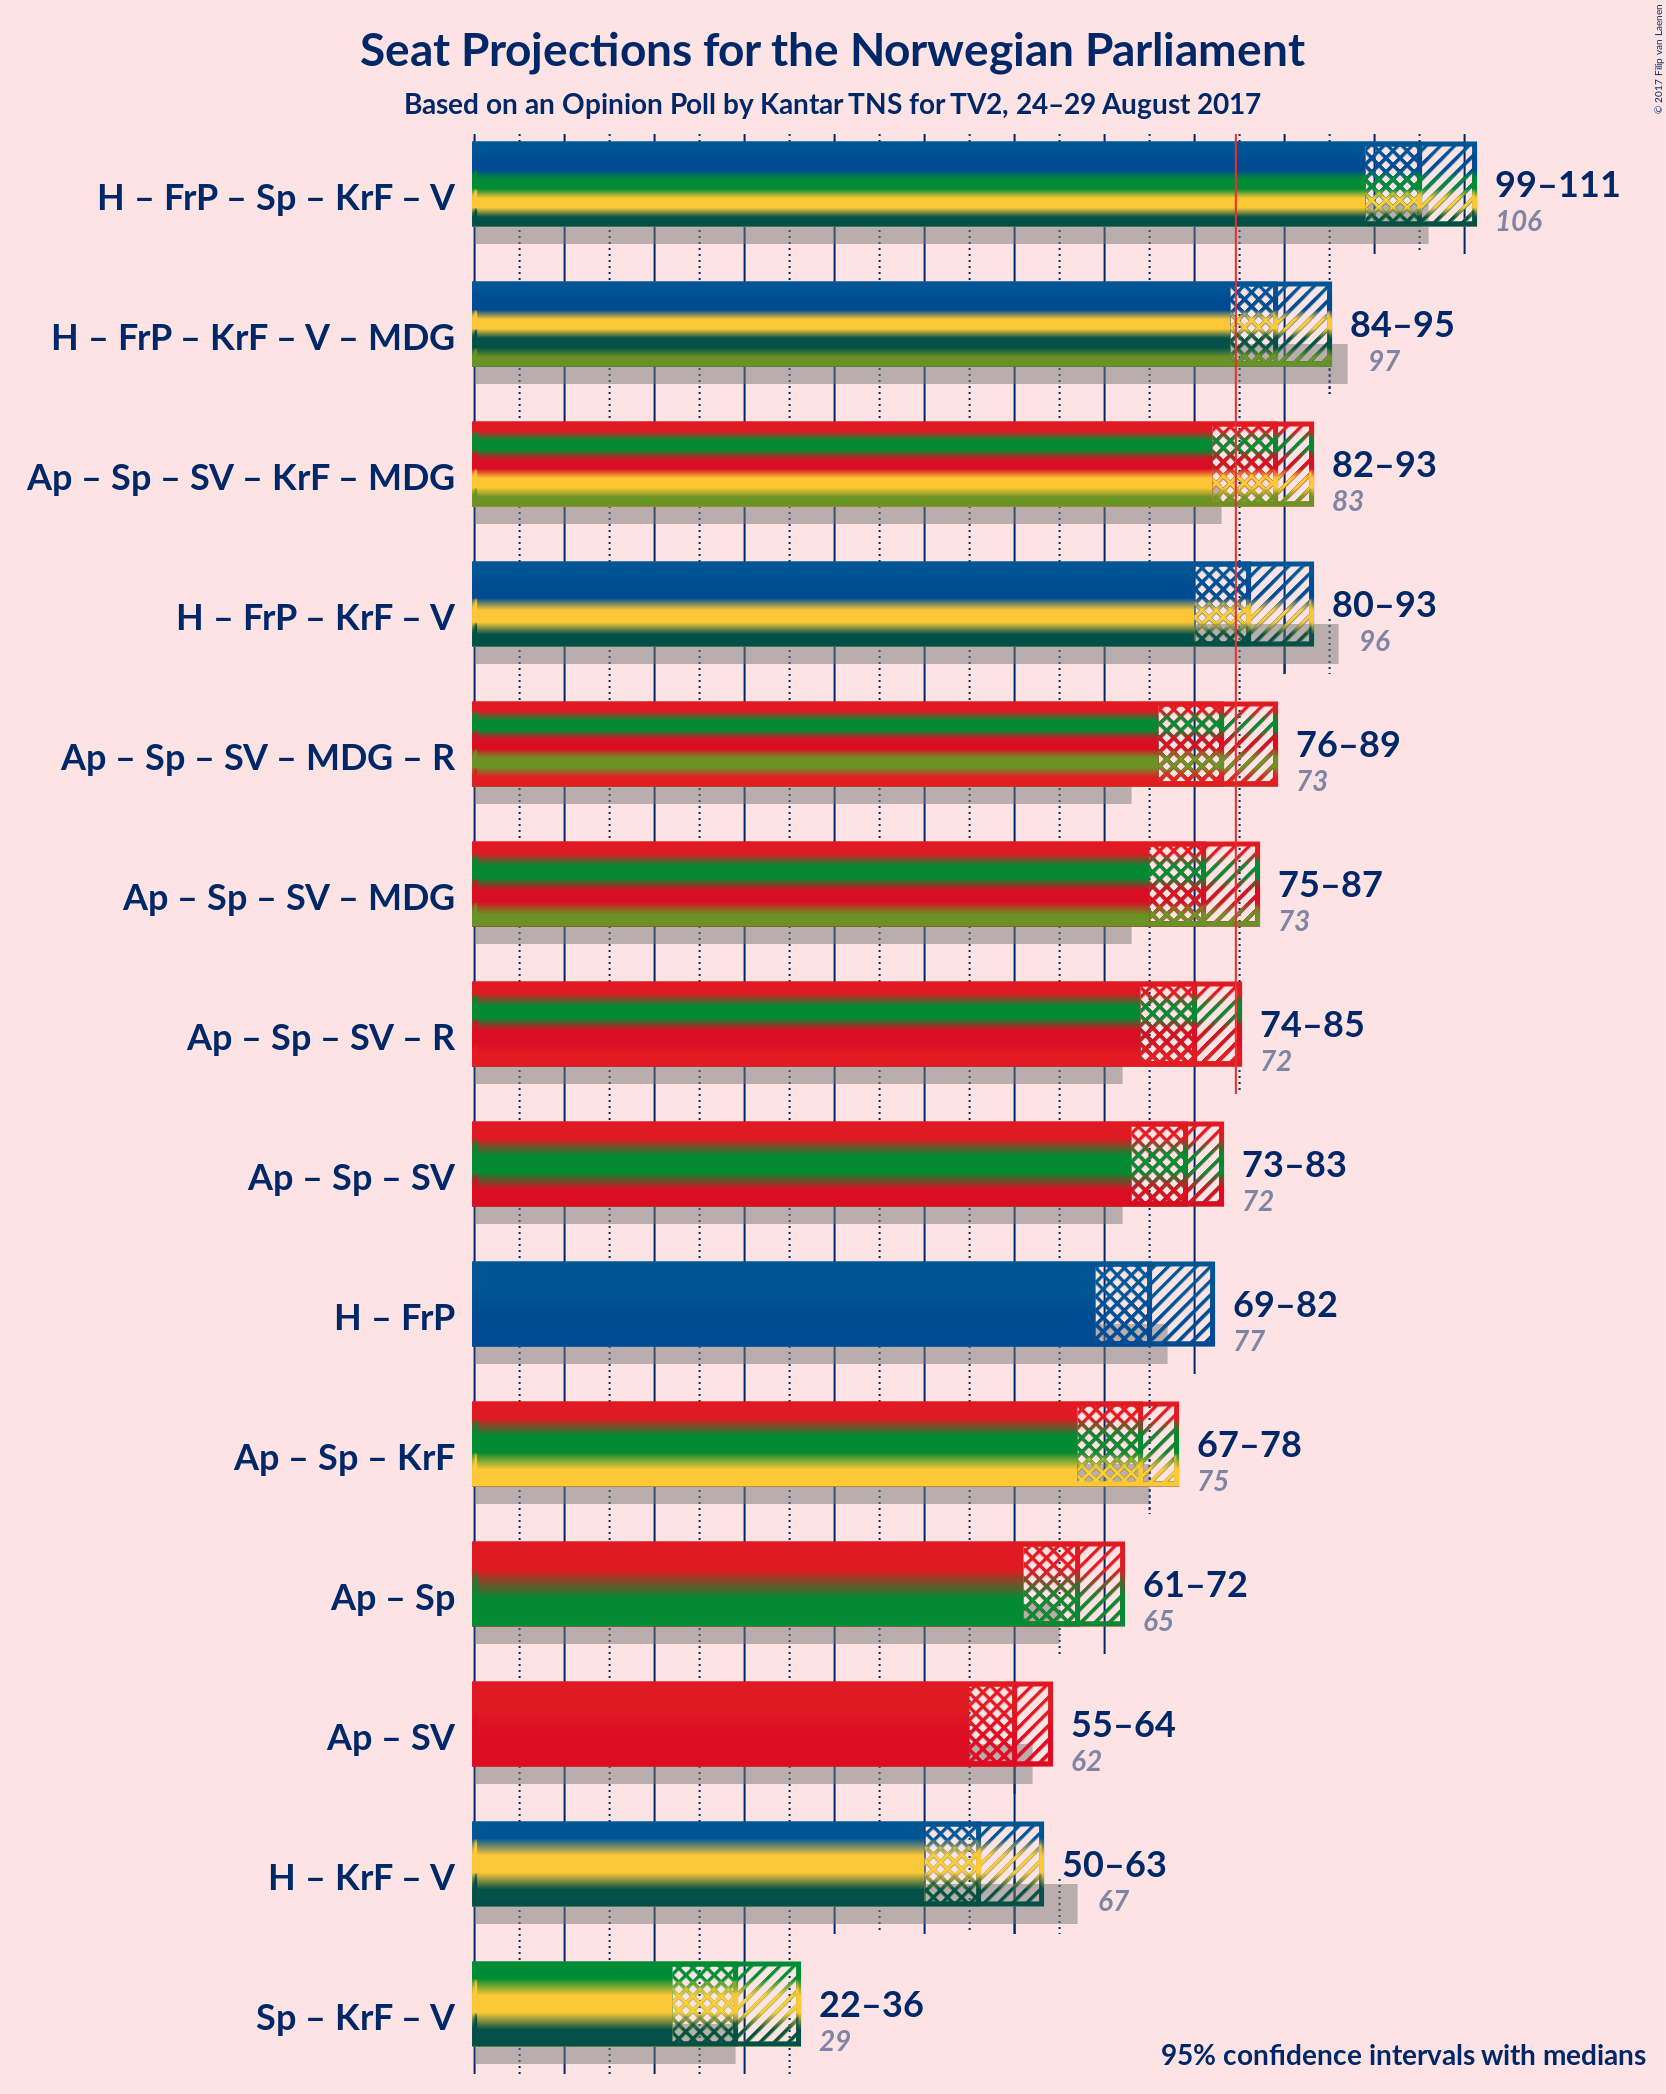 Seat Projections for the Norwegian Parliament
Based on an Opinion Poll by Kantar TNS for TV2, 24–29 August 2017
© 2017 Filip van Laenen
H – FrP – Sp – KrF – V
99–111
106
H – FrP – KrF – V – MDG
84–95
97
Ap – Sp – SV – KrF – MDG
82–93
83
H – FrP – KrF – V
80–93
96
Ap – Sp – SV – MDG – R
76–89
73
Ap – Sp – SV – MDG
75–87
73
Ap – Sp – SV – R
74–85
72
Ap – Sp – SV
73–83
72
H – FrP
69–82
77
Ap – Sp – KrF
67–78
75
Ap – Sp
61–72
65
Ap – SV
55–64
62
H – KrF – V
50–63
67
Sp – KrF – V
22–36
29
95% confidence intervals with medians